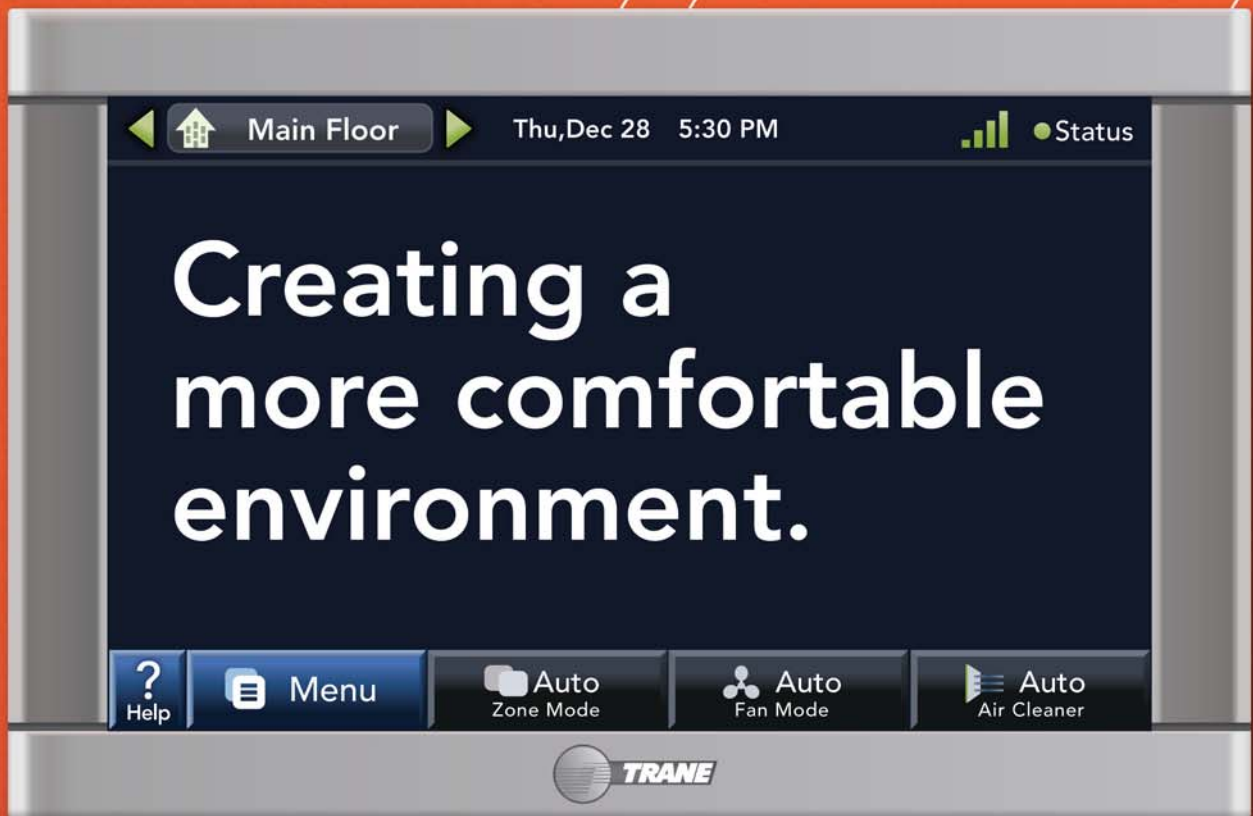 Main Floor Thu,Dec 28 5:30 PM Status
Creating a
more comfortable
environment.
? Help
Menu
Auto
Zone Mode
Auto
Fan Mode
Auto
Air Cleaner
TRANE